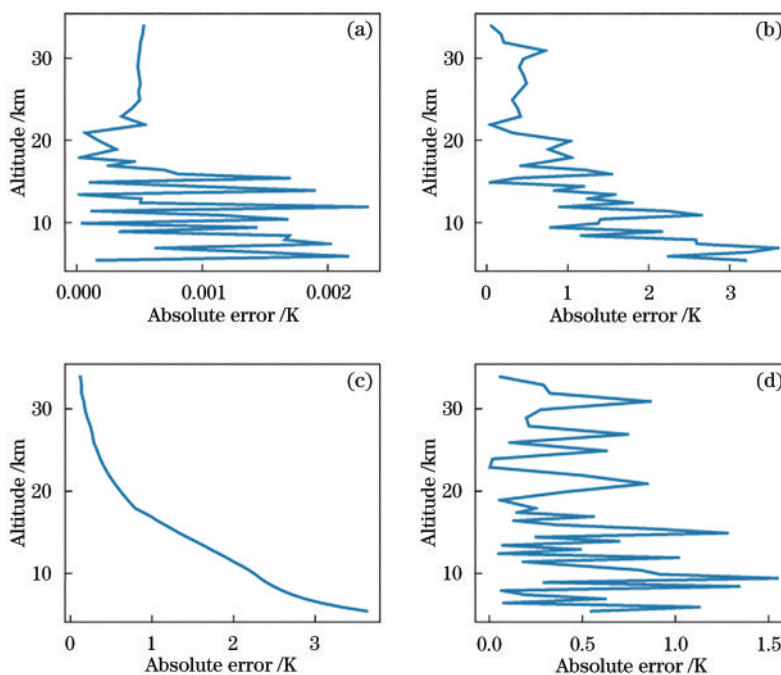 (a)
30
20
10
Altitude /km
0.000 0.001 0.002
Absolute error /K
(b)
30
20
10
Altitude /km
0 1 2 3
Absolute error /K
(c)
30
20
10
Altitude /km
0 1 2 3
Absolute error /K
(d)
30
20
10
Altitude /km
0.0 0.5 1.0 1.5
Absolute error /K